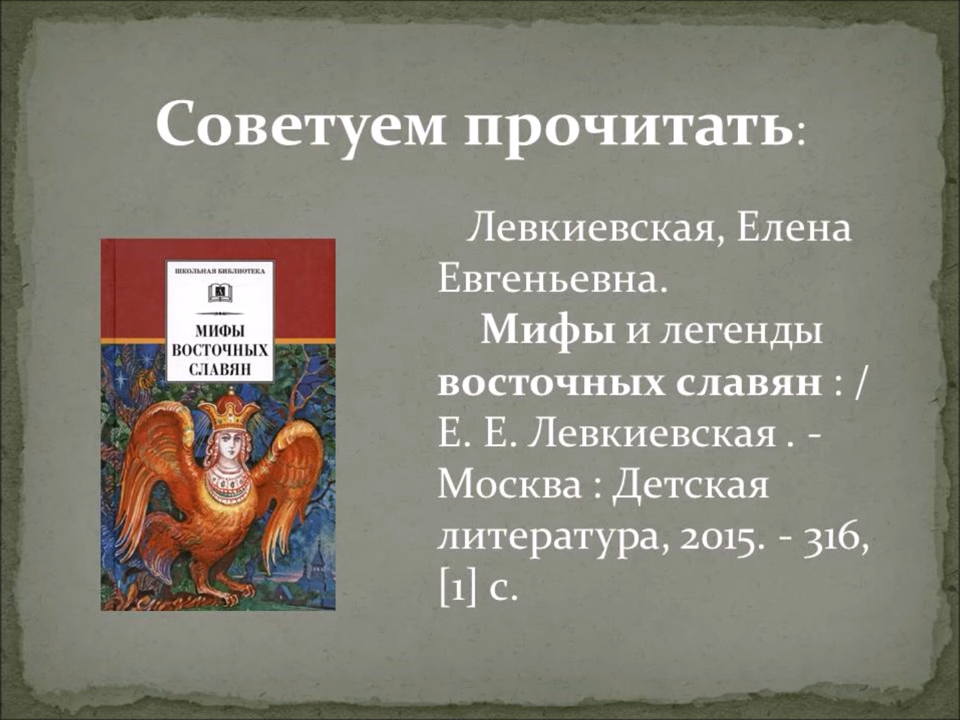 Советуем прочитать:
Левкиевская, Елена
Евгеньевна.
Мифы и легенды
восточных славян : /
Е. Е. Левкиевская . -
Москва : Детская
литература, 2015. - 316,
[1] с.
ШКОЛЬНАЯ БИБЛИОТЕКА
МИФЫ
ВОСТОЧНЫХ
СЛАВЯН